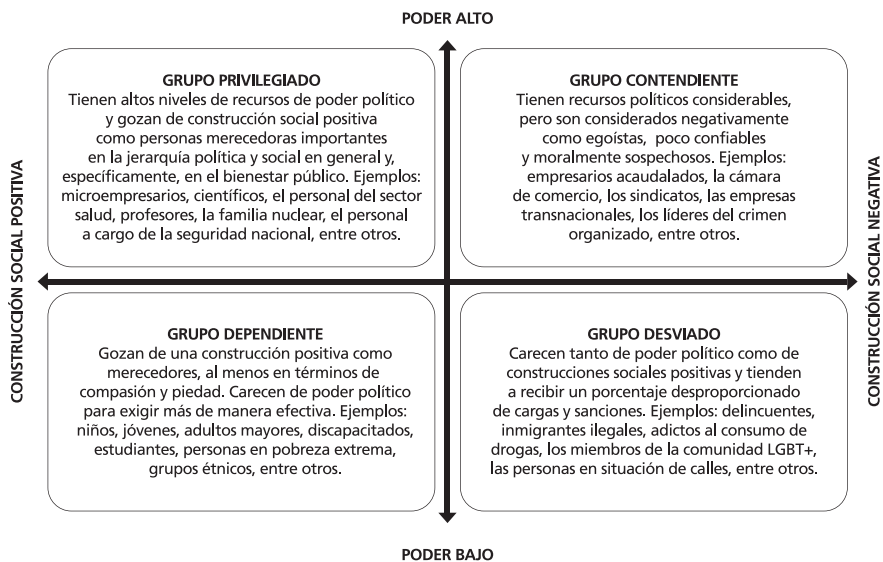 PODER ALTO
GRUPO PRIVILEGIADO
Tienen altos niveles de recursos de poder político
y gozan de construcción social positiva
como personas merecedoras importantes
en la jerarquía política y social en general y,
específicamente, en el bienestar público. Ejemplos:
microempresarios, científicos, el personal del sector
salud, profesores, la familia nuclear, el personal
a cargo de la seguridad nacional, entre otros.
GRUPO CONTENDIENTE
Tienen recursos políticos considerables,
pero son considerados negativamente
como egoístas, poco confiables
y moralmente sospechosos. Ejemplos:
empresarios acaudalados, la cámara
de comercio, los sindicatos, las empresas
transnacionales, los líderes del crimen
organizado, entre otros.
CONSTRUCCIÓN SOCIAL POSITIVA
CONSTRUCCIÓN SOCIAL NEGATIVA
GRUPO DEPENDIENTE
Gozan de una construcción positiva como
merecedores, al menos en términos de
compasión y piedad. Carecen de poder político
para exigir más de manera efectiva. Ejemplos:
niños, jóvenes, adultos mayores, discapacitados,
estudiantes, personas en pobreza extrema,
grupos étnicos, entre otros.
GRUPO DESVIADO
Carecen tanto de poder político como de
construcciones sociales positivas y tienden
a recibir un porcentaje desproporcionado
de cargas y sanciones. Ejemplos: delincuentes,
inmigrantes ilegales, adictos al consumo de
drogas, los miembros de la comunidad LGBT+,
las personas en situación de calles, entre otros.
PODER BAJO